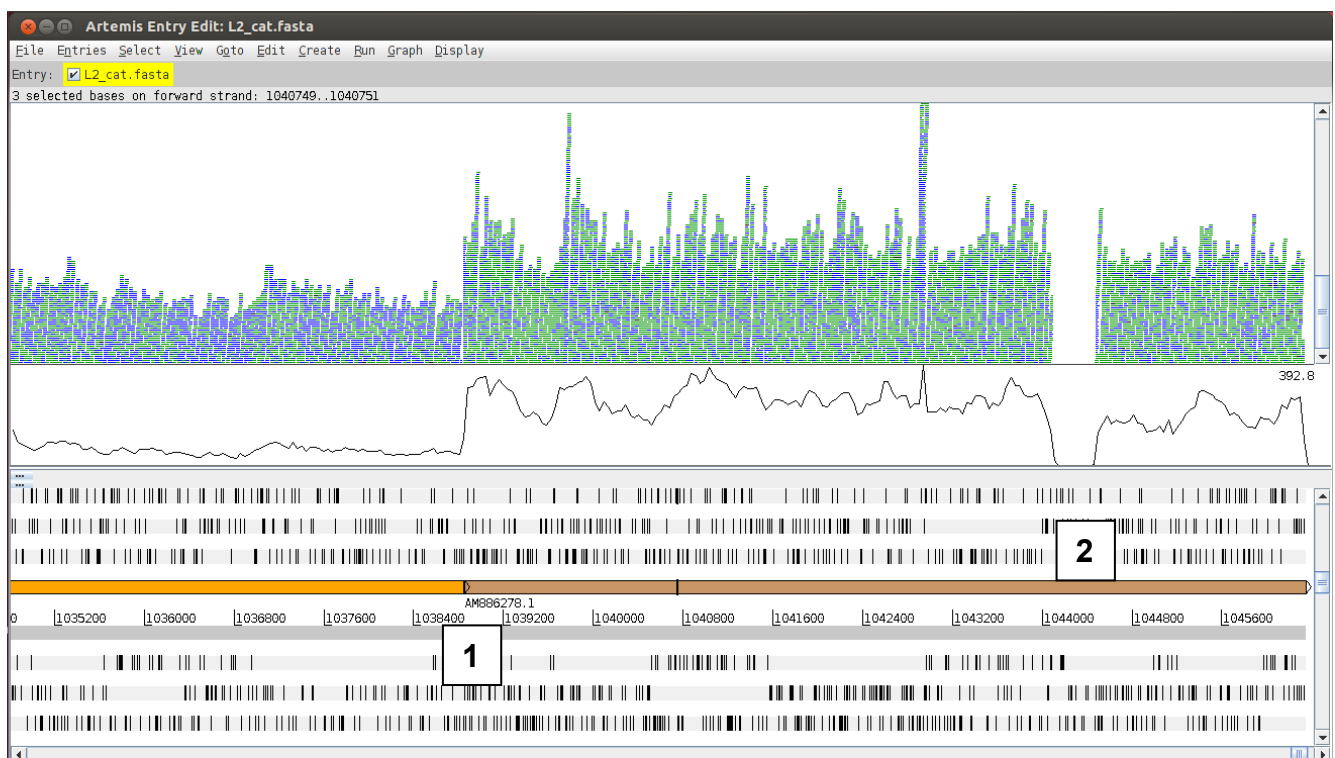 Artemis Entry Edit: L2_cat.fasta
File Entries Select View Goto Edit Create Run Graph Display
Entry: L2_cat.fasta
3 selected bases on forward strand: 1040749..1040751
392.8
2
AM886278.1
0 1035200 1036000 1036800 1037600 1038400 1039200 1040000 1040800 1041600 1042400 1043200 1044000 1044800 1045600
1